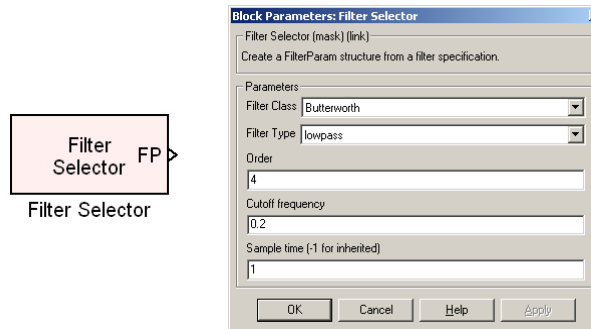 Filter
Selector
FP
Filter Selector
Block Parameters: Filter Selector
Filter Selector (mask) (link)
Create a FilterParam structure from a filter specification.
Parameters
Filter Class Butterworth
Filter Type lowpass
Order
4
Cutoff frequency
0.2
Sample time (-1 for inherited)
1
OK Cancel Help Apply